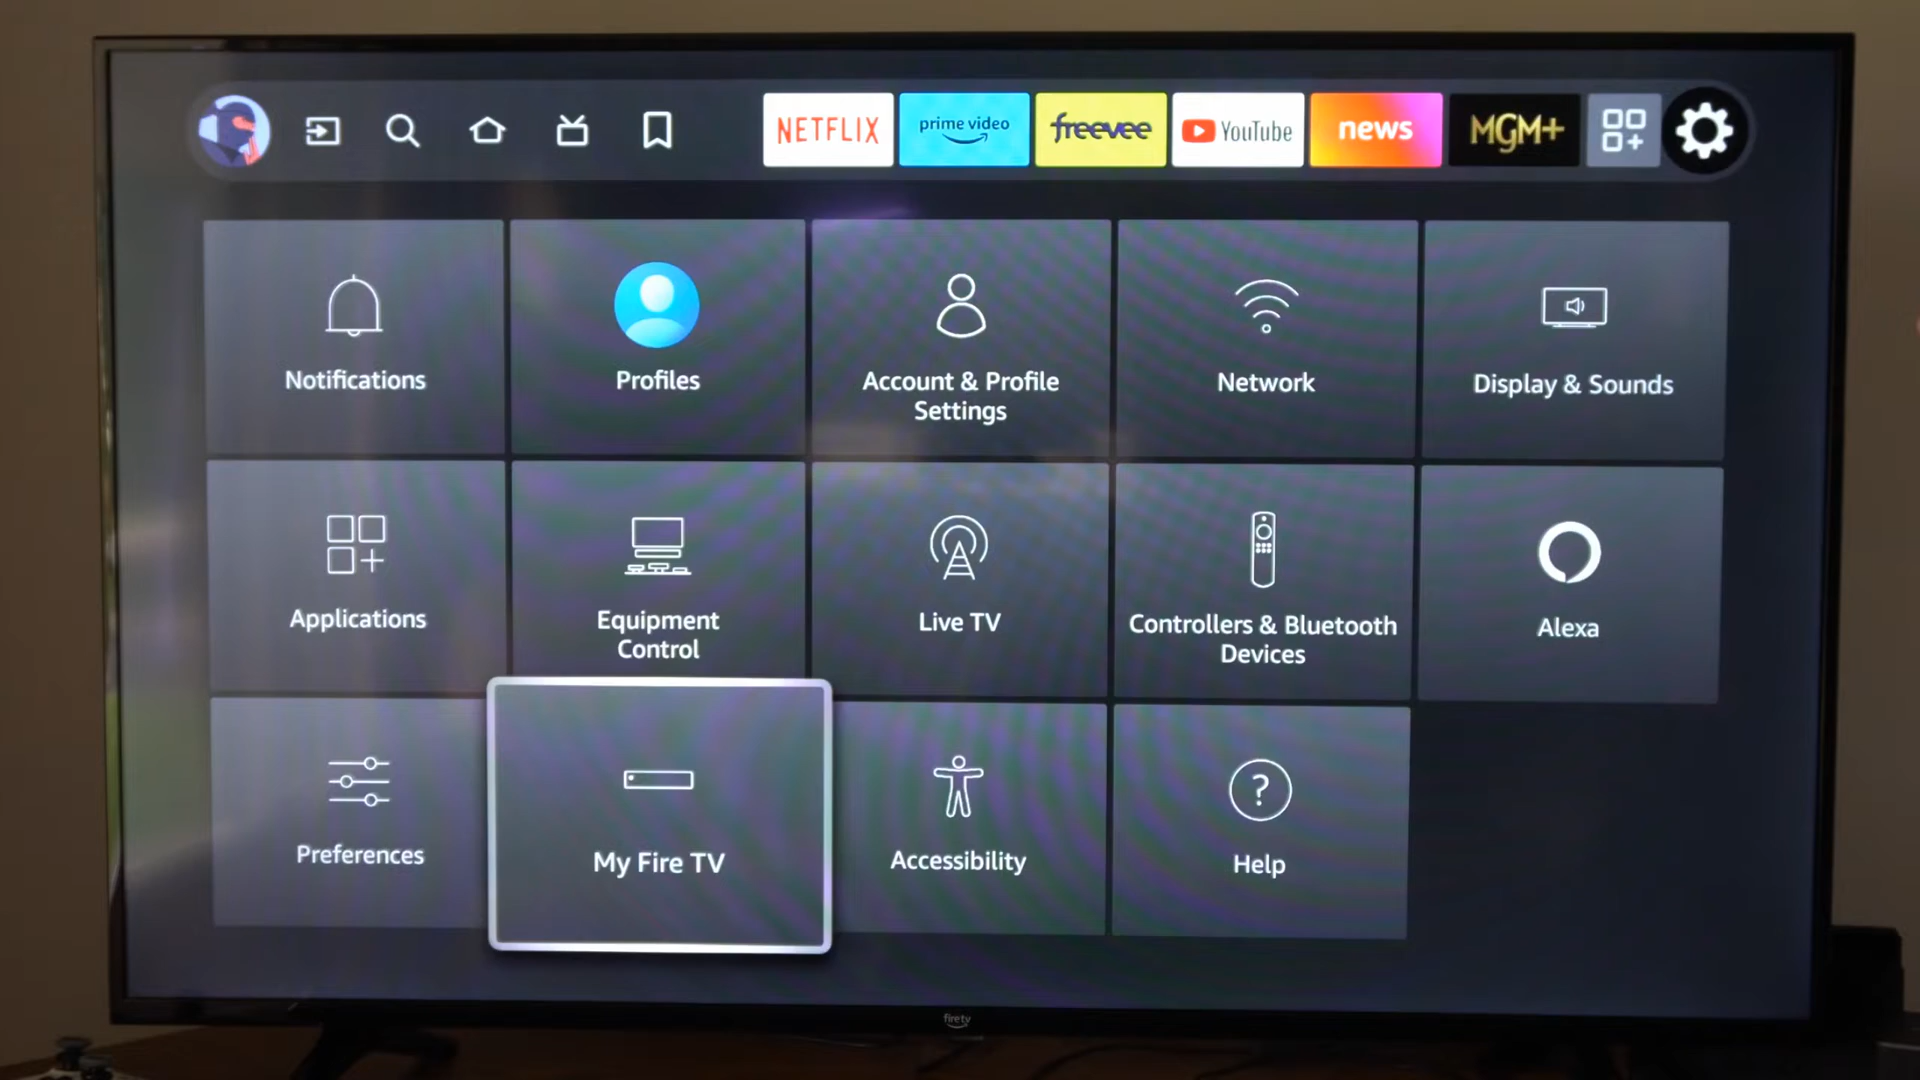 NETFLIX
prime video
freevee
YouTube
news
MGM+
Notifications
Profiles
Account & Profile
Settings
Network
Display & Sounds
Applications
Equipment
Control
Live TV
Controllers & Bluetooth
Devices
Alexa
Preferences
My Fire TV
Accessibility
?
Help
firetv